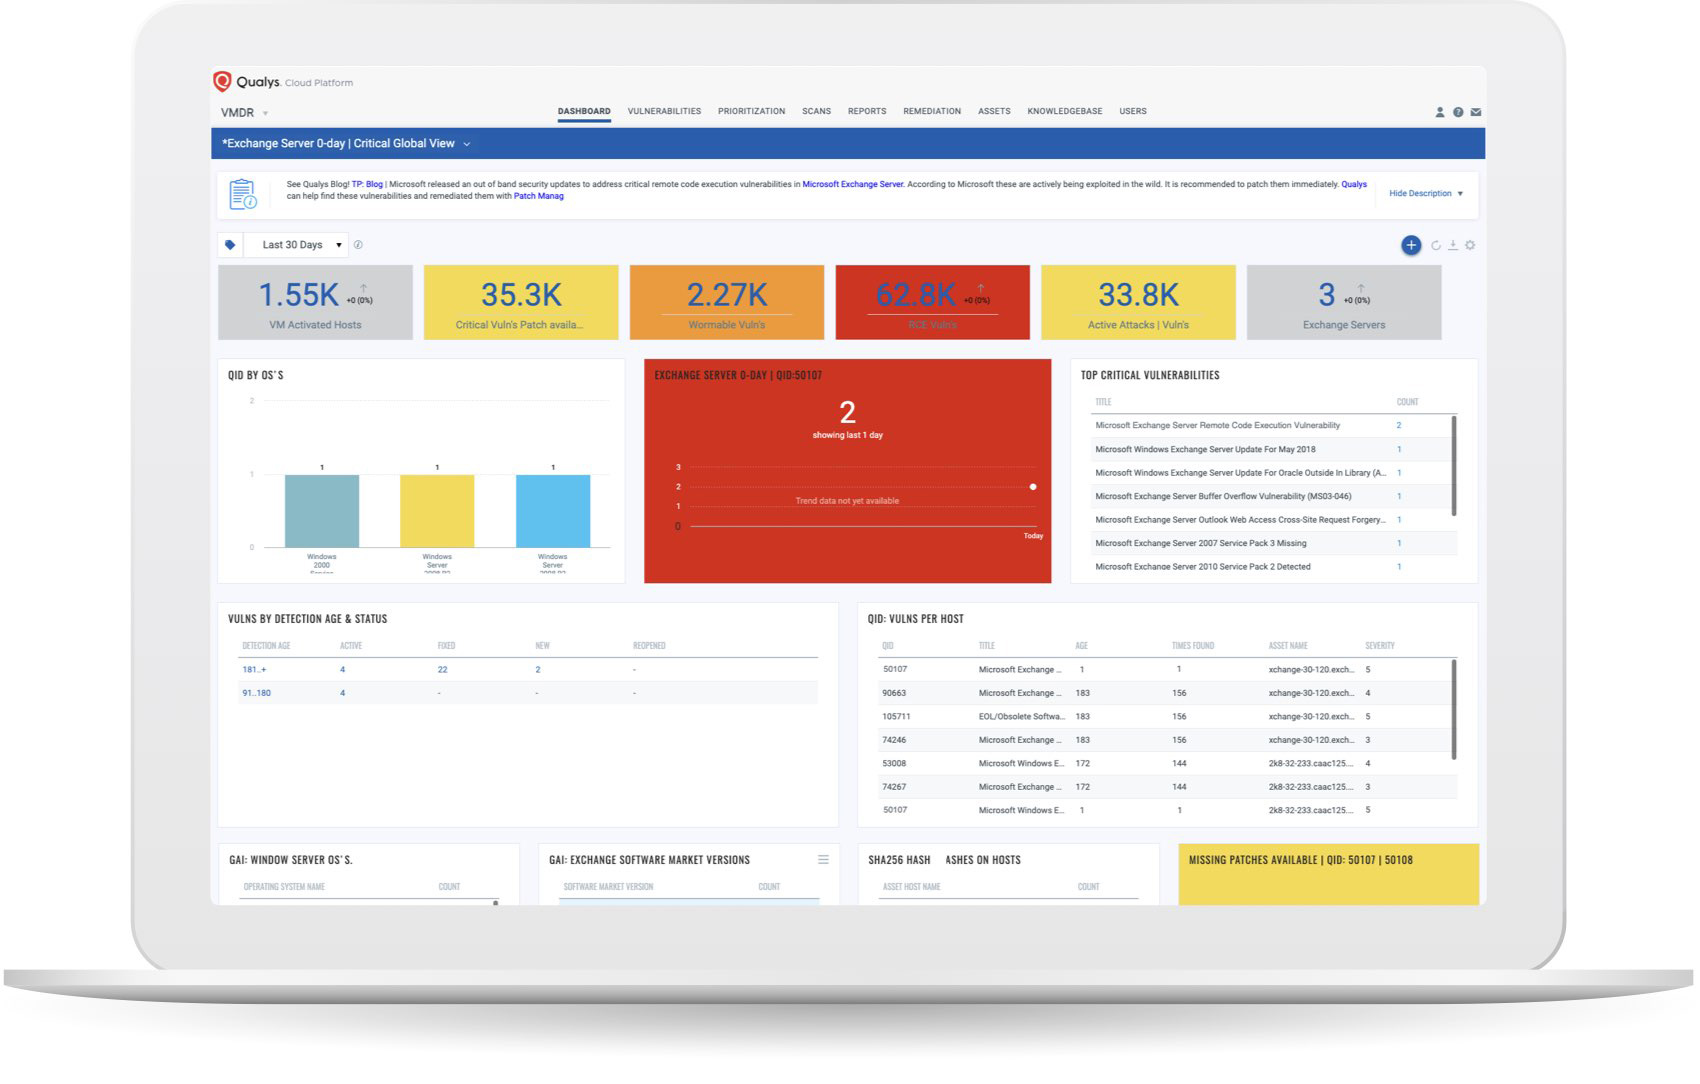 Qualys. Cloud Platform
VMDR
DASHBOARD VULNERABILITIES PRIORITIZATION SCANS REPORTS REMEDIATION ASSETS KNOWLEDGEBASE USERS
*Exchange Server 0-day | Critical Global View
See Qualys Blog! TP: Blog | Microsoft released an out of band security updates to address critical remote code execution vulnerabilities in Microsoft Exchange Server. According to Microsoft these are actively being exploited in the wild. It is recommended to patch them immediately. Qualys
can help find these vulnerabilities and remediated them with Patch Manag
Hide Description
Last 30 Days
1.55K +0 (0%)
VM Activated Hosts
35.3K
Critical Vuln's Patch availa...
2.27K
Wormable Vuln's
62.8K +0 (0%)
RCE Vuln's
33.8K
Active Attacks | Vuln's
3 +0 (0%)
Exchange Servers
QID BY OS'S
2
1
0
1 1 1
Windows 2000
Windows Server
Windows Server
EXCHANGE SERVER 0-DAY | QID:50107
2
showing last 1 day
3
2
1
0
Trend data not yet available
Today
TOP CRITICAL VULNERABILITIES
TITLE COUNT
Microsoft Exchange Server Remote Code Execution Vulnerability 2
Microsoft Windows Exchange Server Update For May 2018 1
Microsoft Windows Exchange Server Update For Oracle Outside In Library (A... 1
Microsoft Exchange Server Buffer Overflow Vulnerability (MS03-046) 1
Microsoft Exchange Server Outlook Web Access Cross-Site Request Forgery... 1
Microsoft Exchange Server 2007 Service Pack 3 Missing 1
Microsoft Exchange Server 2010 Service Pack 2 Detected 1
VULNS BY DETECTION AGE & STATUS
DETECTION AGE ACTIVE FIXED NEW REOPENED
181..+ 4 22 2 -
91..180 4 - - -
QID: VULNS PER HOST
QID TITLE AGE TIMES FOUND ASSET NAME SEVERITY
50107 Microsoft Exchange ... 1 1 xchange-30-120.exch... 5
90663 Microsoft Exchange ... 183 156 xchange-30-120.exch... 4
105711 EOL/Obsolete Softwa... 183 156 xchange-30-120.exch... 5
74246 Microsoft Exchange ... 183 156 xchange-30-120.exch... 3
53008 Microsoft Windows E... 172 144 2k8-32-233.caac125.... 4
74267 Microsoft Exchange ... 172 144 2k8-32-233.caac125.... 3
50107 Microsoft Windows E... 1 1 2k8-32-233.caac125.... 5
GAI: WINDOW SERVER OS'S.
OPERATING SYSTEM NAME COUNT
GAI: EXCHANGE SOFTWARE MARKET VERSIONS
SOFTWARE MARKET VERSION COUNT
SHA256 HASH ASHES ON HOSTS
ASSET HOST NAME COUNT
MISSING PATCHES AVAILABLE | QID: 50107 | 50108